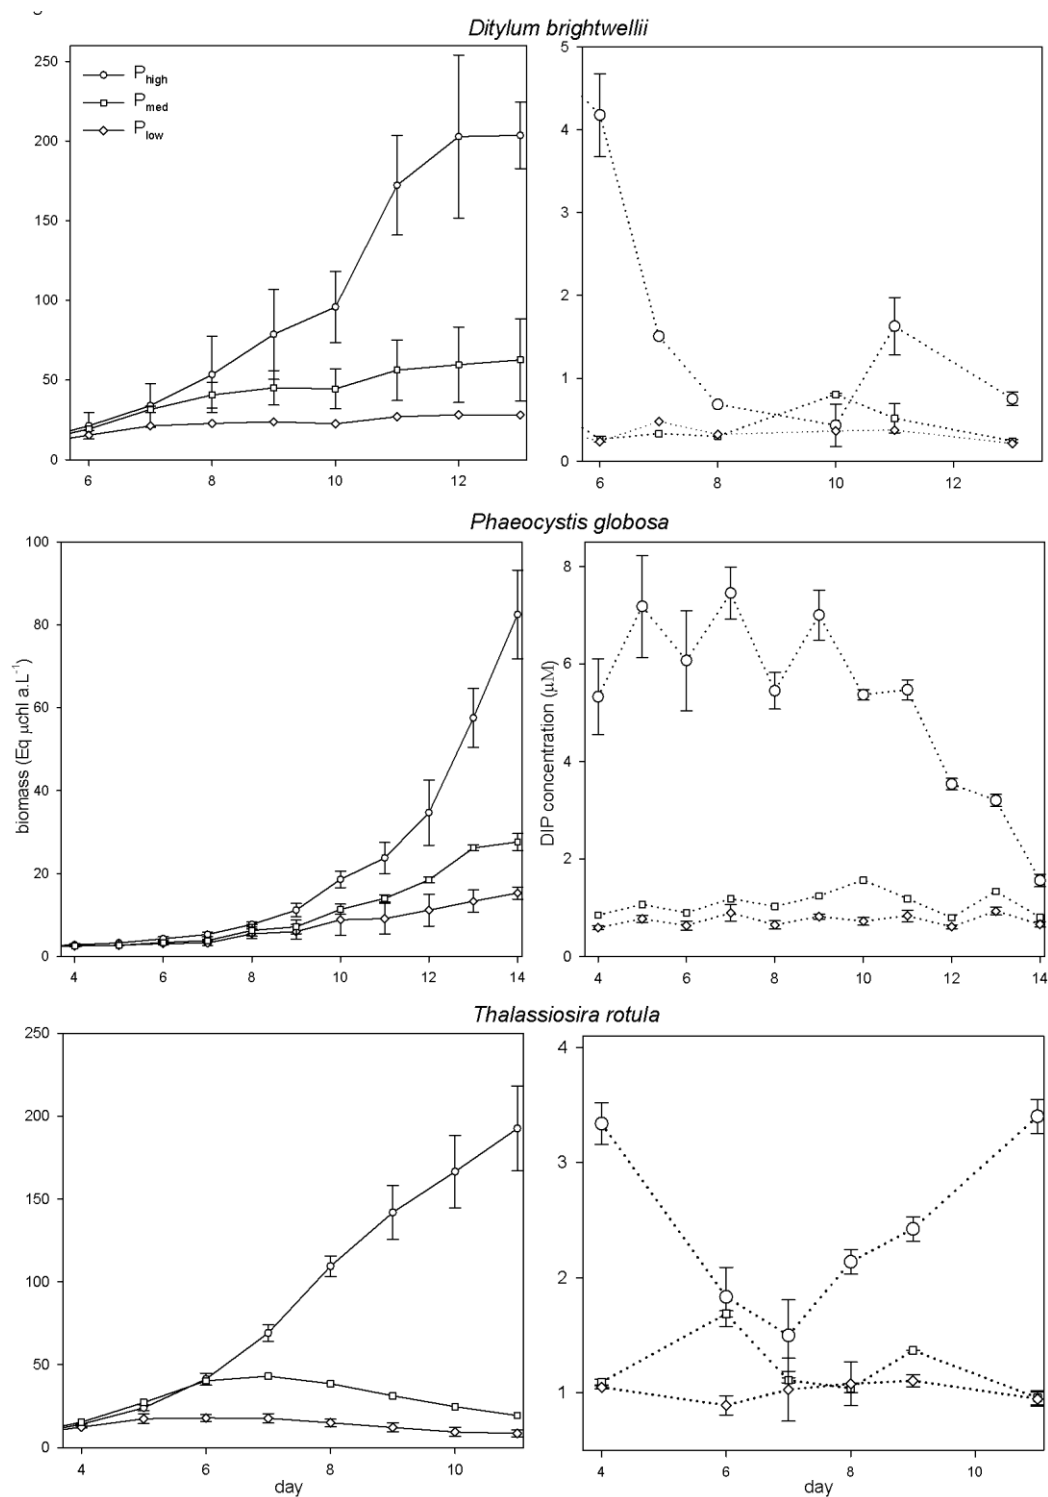 Ditylum brightwellii
250
200
150
100
50
0
P high
P med
P low
6 8 10 12
5
4
3
2
1
0
6 8 10 12
Phaeocystis globosa
biomass (Eq µchl a.L⁻¹)
100
80
60
40
20
0
4 6 8 10 12 14
DIP concentration (µM)
8
6
4
2
0
4 6 8 10 12 14
Thalassiosira rotula
250
200
150
100
50
0
4 6 8 10
day
4
3
2
1
4 6 8 10
day